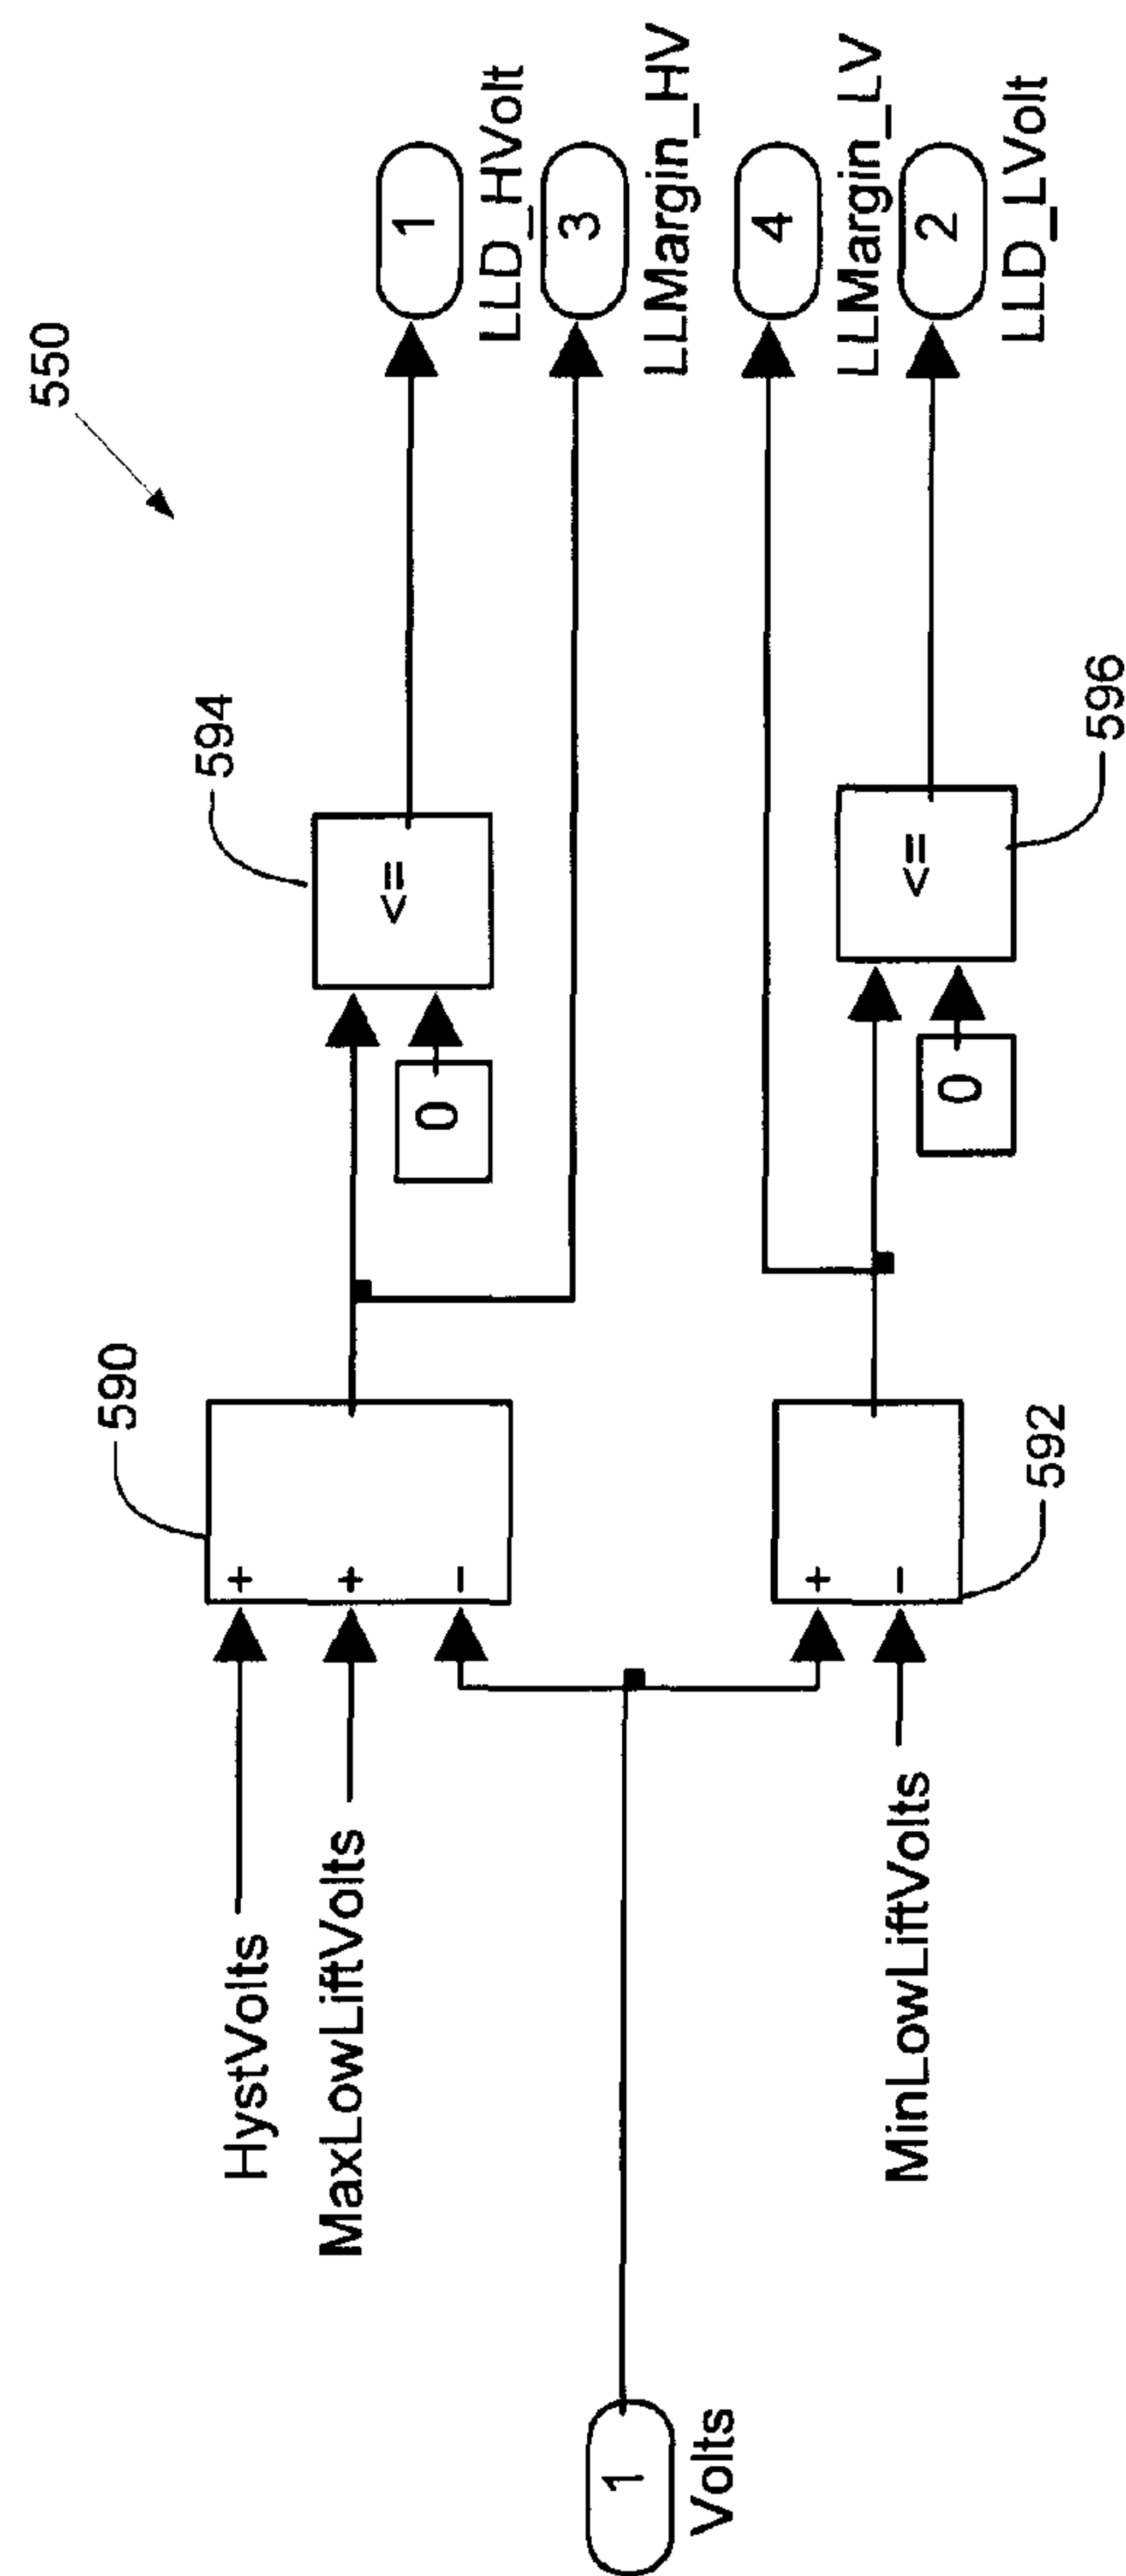 550
590
594
HystVolts
+
<=
1
MaxLowLiftVolts
+
0
LLD_HVolt
-
3
LLMargin_HV
1
Volts
4
LLMargin_LV
+
<=
2
MinLowLiftVolts
-
0
LLD_LVolt
592
596